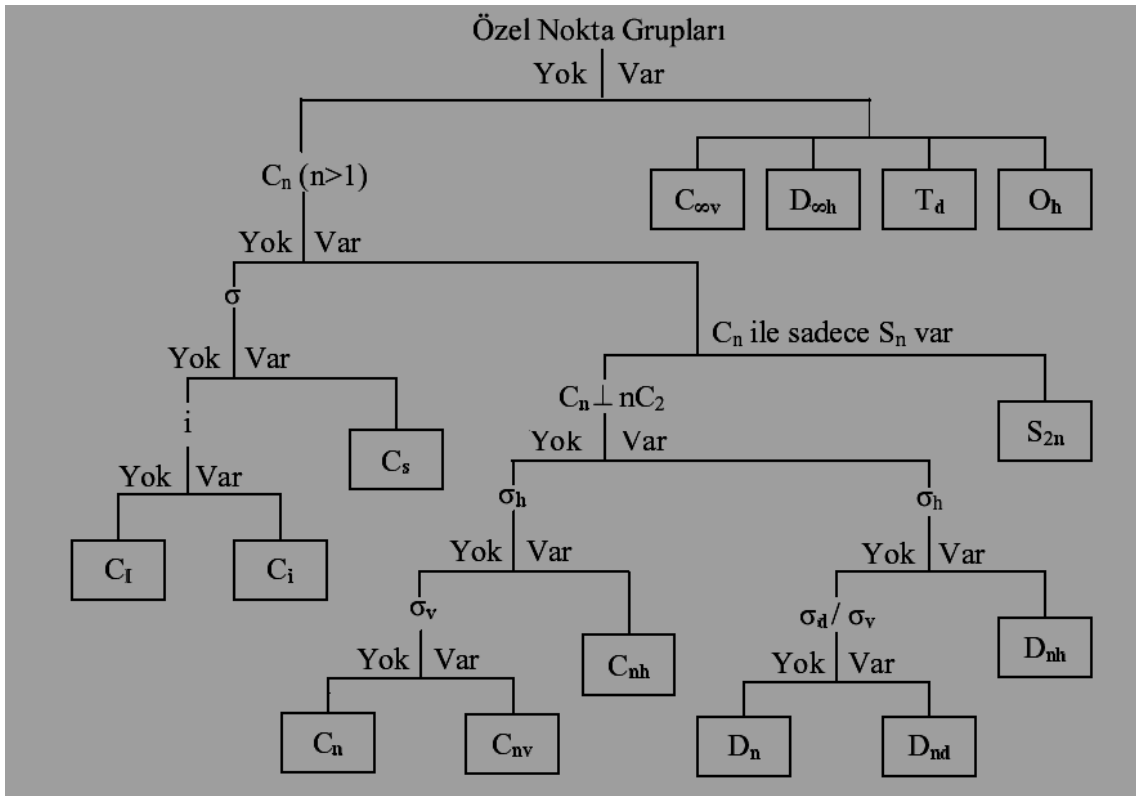 Özel Nokta Grupları
Yok Var
Cₙ (n>1)
C∞v D∞h Td Oh
Yok Var
σ
Cₙ ile sadece Sₙ var
Yok Var
Cₙ ⊥ nC₂
i
Cs
Yok Var
S₂ₙ
Yok Var
σh σh
CI Ci
Yok Var Yok Var
σv
σd / σv
Cnh
Dnh
Yok Var Yok Var
Cn Cnv Dn Dnd